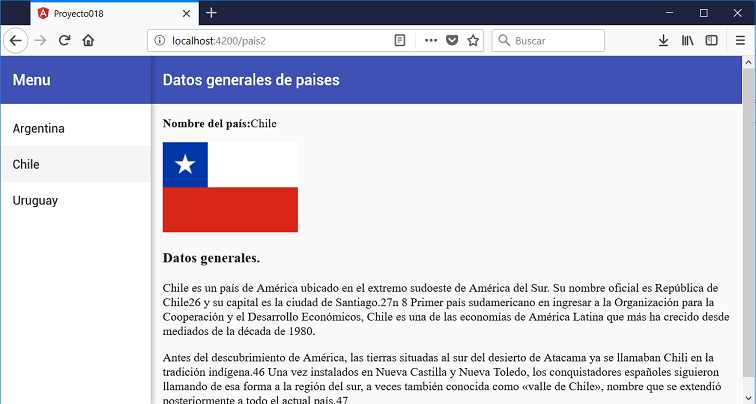 Proyecto018
localhost:4200/pais2
Buscar
Menu
Datos generales de paises
Argentina
Chile
Uruguay
Nombre del país:Chile
Datos generales.
Chile es un país de América ubicado en el extremo sudoeste de América del Sur. Su nombre oficial es República de
Chile26 y su capital es la ciudad de Santiago.27n 8 Primer país sudamericano en ingresar a la Organización para la
Cooperación y el Desarrollo Económicos, Chile es una de las economías de América Latina que más ha crecido desde
mediados de la década de 1980.
Antes del descubrimiento de América, las tierras situadas al sur del desierto de Atacama ya se llamaban Chili en la
tradición indígena.46 Una vez instalados en Nueva Castilla y Nueva Toledo, los conquistadores españoles siguieron
llamando de esa forma a la región del sur, a veces también conocida como «valle de Chile», nombre que se extendió
posteriormente a todo el actual país.47